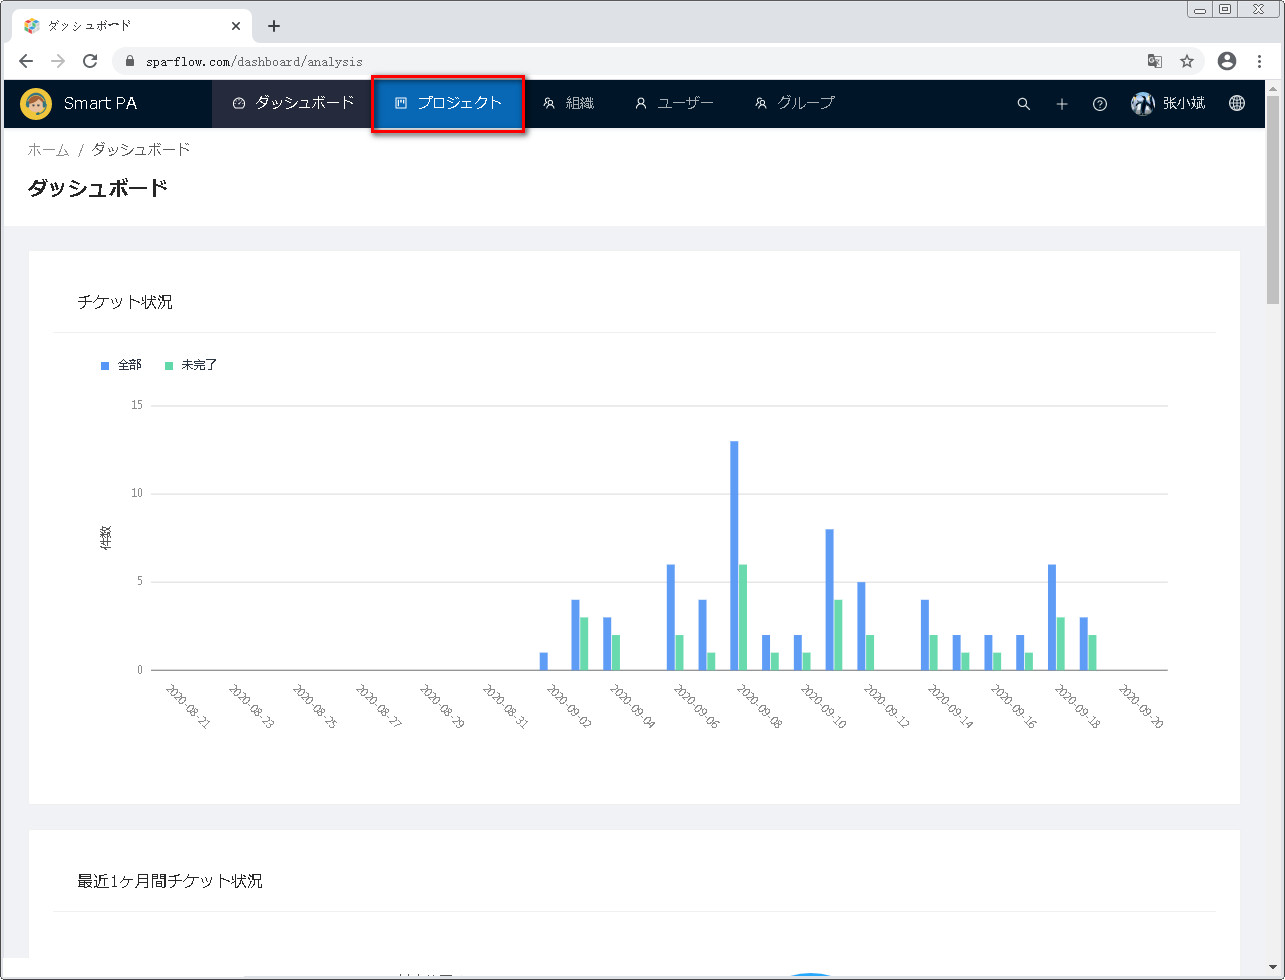 ダッシュボード
spa-flow.com/dashboard/analysis
Smart PA ダッシュボード プロジェクト 組織 ユーザー グループ 张小斌
ホーム / ダッシュボード
ダッシュボード
チケット状況
全部 未完了
15
10
件数
5
0
2020-08-21 2020-08-23 2020-08-25 2020-08-27 2020-08-29 2020-08-31 2020-09-02 2020-09-04 2020-09-06 2020-09-08 2020-09-10 2020-09-12 2020-09-14 2020-09-16 2020-09-18 2020-09-20
最近1ヶ月間チケット状況